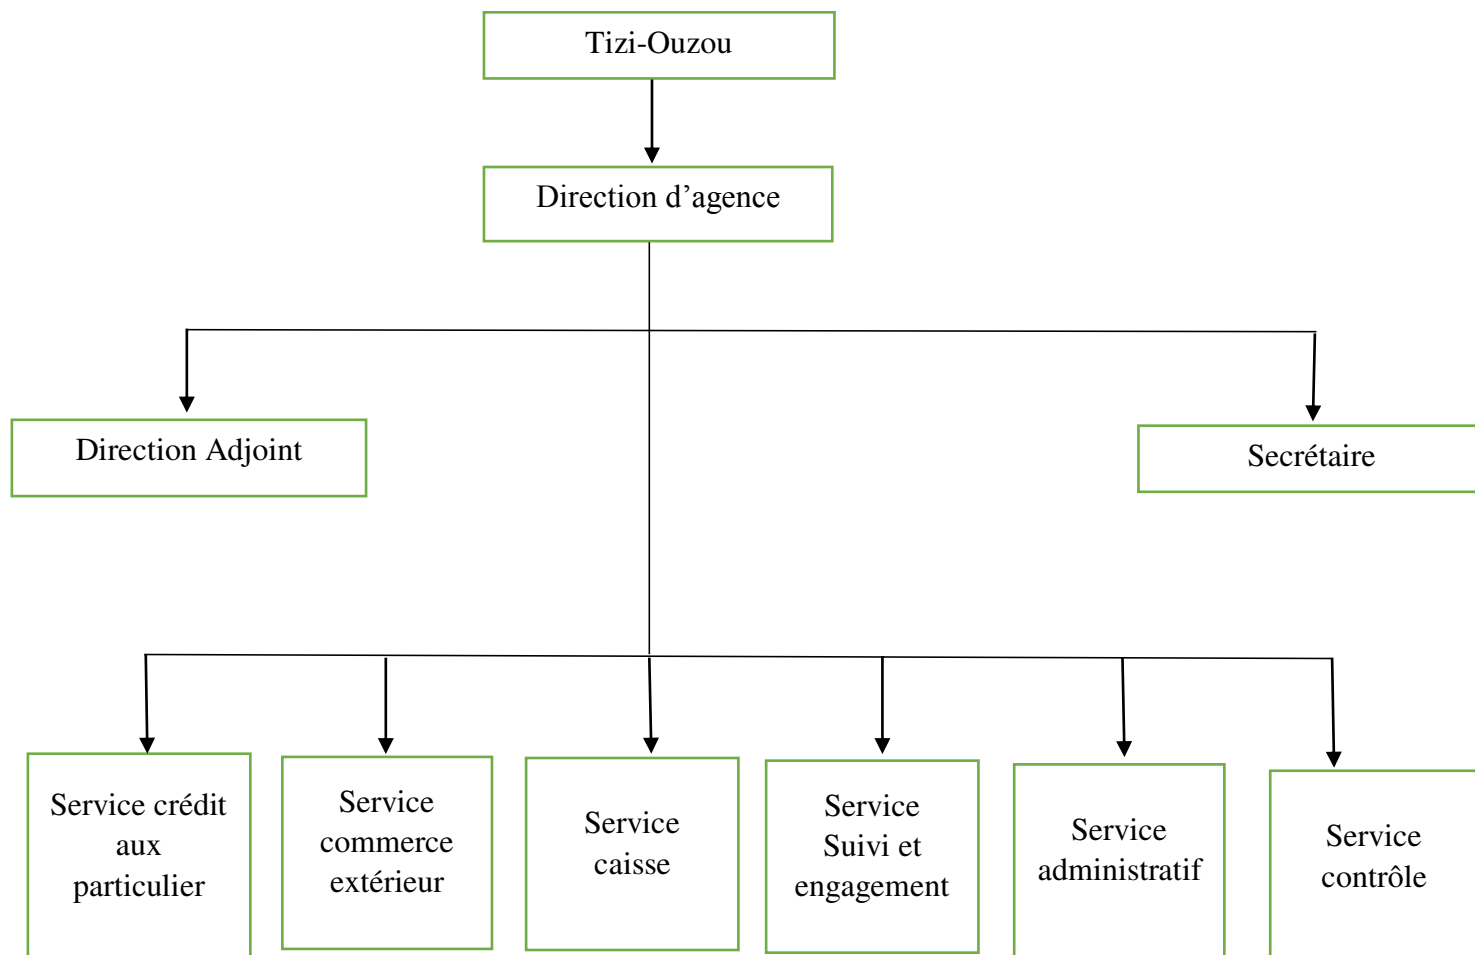 Tizi-Ouzou
Direction d’agence
Direction Adjoint
Secrétaire
Service crédit
aux
particulier
Service
commerce
extérieur
Service
caisse
Service
Suivi et
engagement
Service
administratif
Service
contrôle